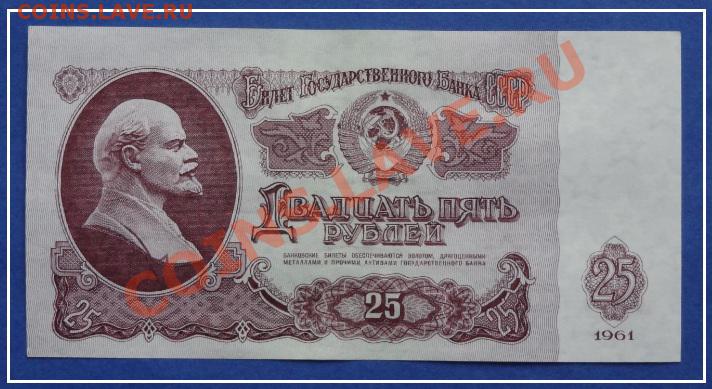 COINS.LAVE.RU
БИЛЕТ ГОСУДАРСТВЕННОГО БАНКА СССР
COINS.LAVE.RU
ДВАДЦАТЬ ПЯТЬ
РУБЛЕЙ
БАНКОВСКИЕ БИЛЕТЫ ОБЕСПЕЧИВАЮТСЯ ЗОЛОТОМ, ДРАГОЦЕННЫМИ
МЕТАЛЛАМИ И ПРОЧИМИ АКТИВАМИ ГОСУДАРСТВЕННОГО БАНКА
25
25
25
25
1961